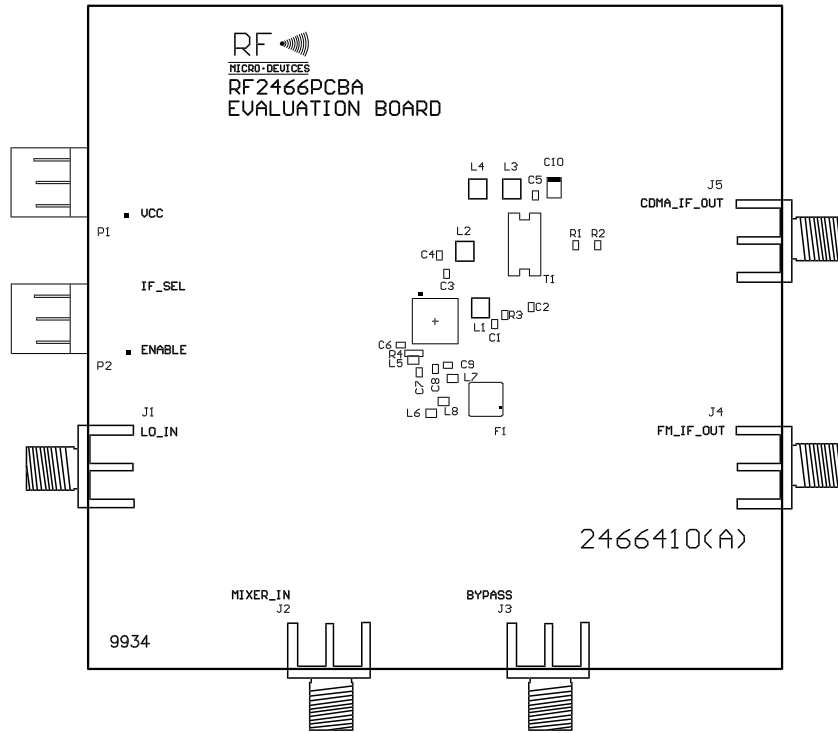 RF
MICRO·DEVICES
RF2466PCBA
EVALUATION BOARD
L4 L3 C10
C5
J5
CDMA_IF_OUT
VCC
P1
L2
R1 R2
C4
T1
C3
IF_SEL
C2
R3
L1
C1
ENABLE
P2
C6
R4
L5
C9
L7
C7 C8
L6 L8
F1
J1
LO_IN
J4
FM_IF_OUT
2466410(A)
MIXER_IN
J2
BYPASS
J3
9934